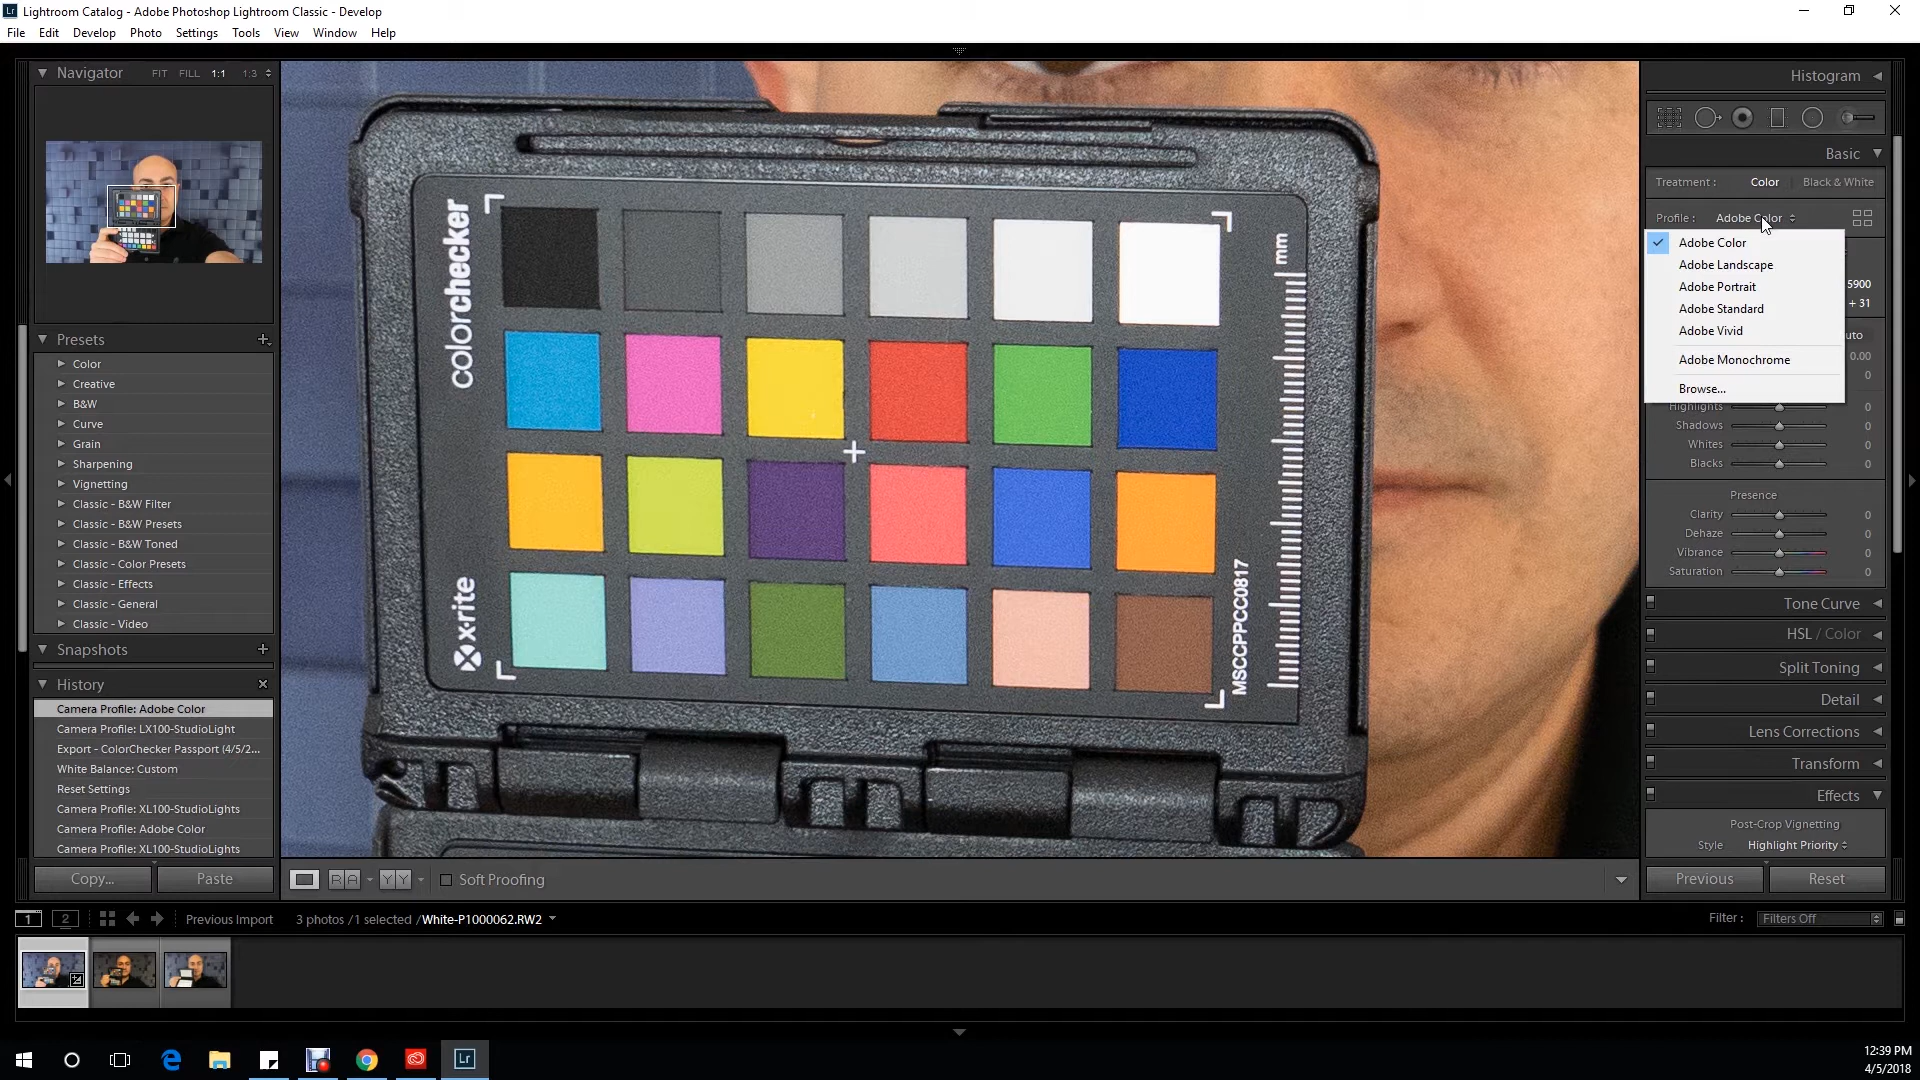 Lightroom Catalog - Adobe Photoshop Lightroom Classic - Develop
File Edit Develop Photo Settings Tools View Window Help
Navigator FIT FILL 1:1 1:3
Presets
Color
Creative
B&W
Curve
Grain
Sharpening
Vignetting
Classic - B&W Filter
Classic - B&W Presets
Classic - B&W Toned
Classic - Color Presets
Classic - Effects
Classic - General
Classic - Video
Snapshots
History
Camera Profile: Adobe Color
Camera Profile: LX100-StudioLight
Export - ColorChecker Passport (4/5/2...
White Balance: Custom
Reset Settings
Camera Profile: XL100-StudioLights
Camera Profile: Adobe Color
Camera Profile: XL100-StudioLights
Copy... Paste
colorchecker
x·rite
mm
MSCCPPCC0817
Soft Proofing
Histogram
Basic
Treatment : Color Black & White
Profile : Adobe Color
Adobe Color
Adobe Landscape
Adobe Portrait
Adobe Standard
Adobe Vivid
Adobe Monochrome
Browse...
5900
+ 31
uto
0.00
0
Highlights 0
Shadows 0
Whites 0
Blacks 0
Presence
Clarity 0
Dehaze 0
Vibrance 0
Saturation 0
Tone Curve
HSL / Color
Split Toning
Detail
Lens Corrections
Transform
Effects
Post-Crop Vignetting
Style Highlight Priority
Previous Reset
1 2 Previous Import 3 photos / 1 selected / White-P1000062.RW2 Filter : Filters Off
Lr
12:39 PM
4/5/2018